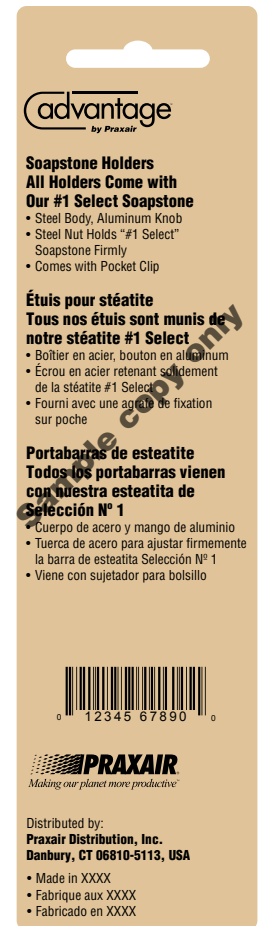 advantage™
by Praxair
Soapstone Holders
All Holders Come with
Our #1 Select Soapstone
• Steel Body, Aluminum Knob
• Steel Nut Holds “#1 Select”
Soapstone Firmly
• Comes with Pocket Clip
Étuis pour stéatite
Tous nos étuis sont munis de
notre stéatite #1 Select
• Boîtier en acier, bouton en aluminum
• Écrou en acier retenant solidement
de la stéatite #1 Select
• Fourni avec une agrafe de fixation
sur poche
Portabarras de esteatite
Todos los portabarras vienen
con nuestra esteatita de
Selección Nº 1
• Cuerpo de acero y mango de aluminio
• Tuerca de acero para ajustar firmemente
la barra de esteatita Selección Nº 1
• Viene con sujetador para bolsillo
Sample copy only
0 12345 67890 0
PRAXAIR®
Making our planet more productive™
Distributed by:
Praxair Distribution, Inc.
Danbury, CT 06810-5113, USA
• Made in XXXX
• Fabrique aux XXXX
• Fabricado en XXXX